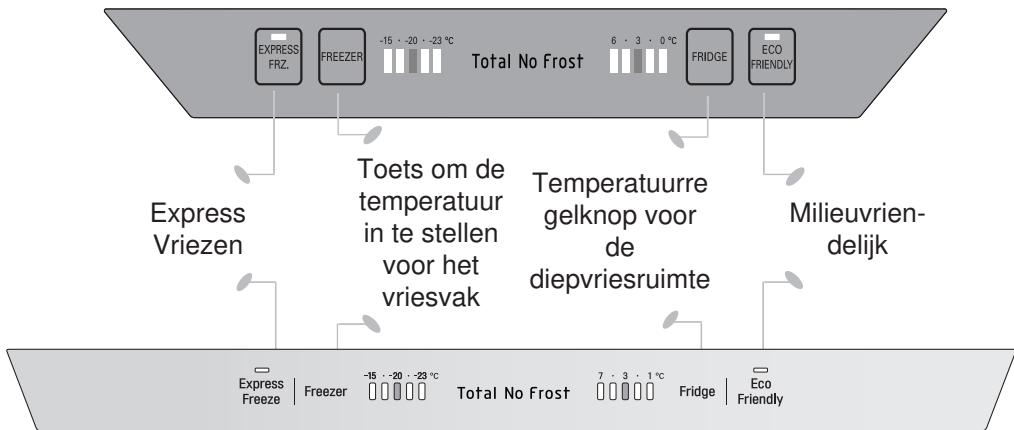 EXPRESS
FRZ.
FREEZER
-15 · -20 · -23 °C
Total No Frost
6 · 3 · 0 °C
FRIDGE
ECO
FRIENDLY
Express
Vriezen
Toets om de
temperatuur
in te stellen
voor het
vriesvak
Temperatuurre
gelknop voor
de
diepvriesruimte
Milieuvrien-
delijk
Express
Freeze
Freezer
-15 · -20 · -23 °C
Total No Frost
7 · 3 · 1 °C
Fridge
Eco
Friendly